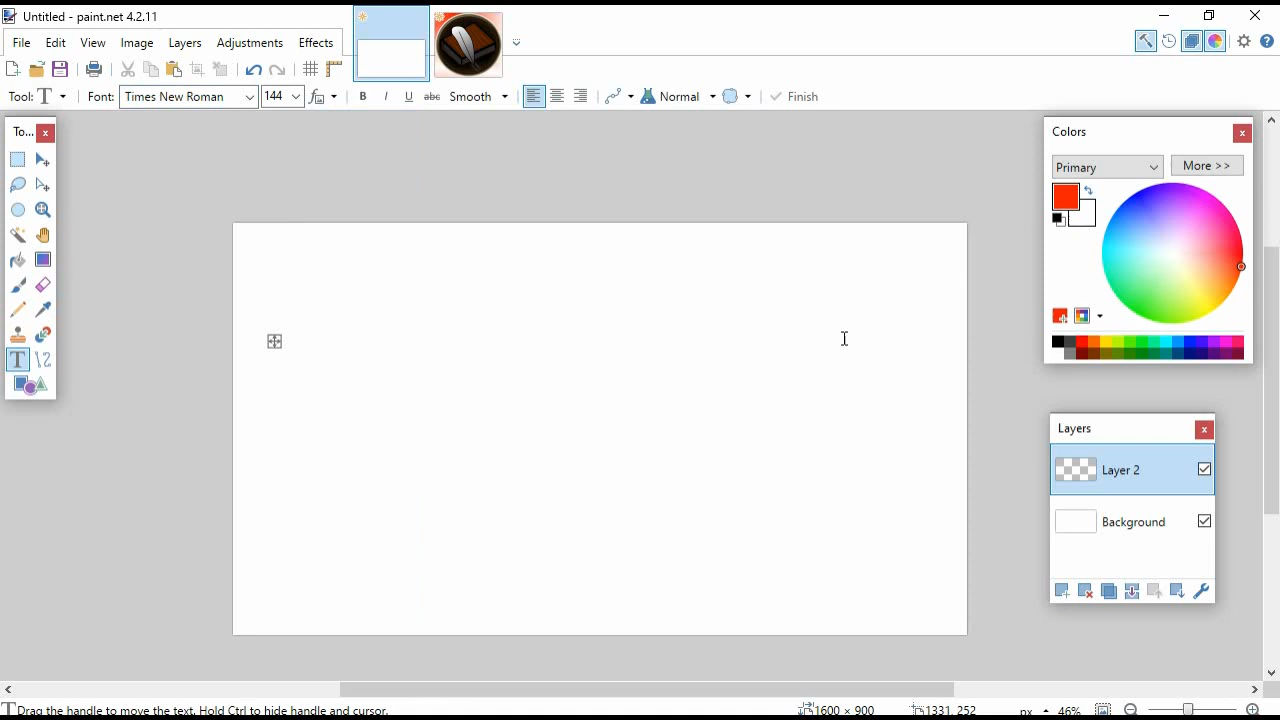 Untitled - paint.net 4.2.11
File Edit View Image Layers Adjustments Effects
Tool: T Font: Times New Roman 144 B I U abc Smooth Normal Finish
To...
Colors
Primary More >>
Layers
Layer 2
Background
Drag the handle to move the text. Hold Ctrl to hide handle and cursor. 1600 × 900 1331, 252 px 46%